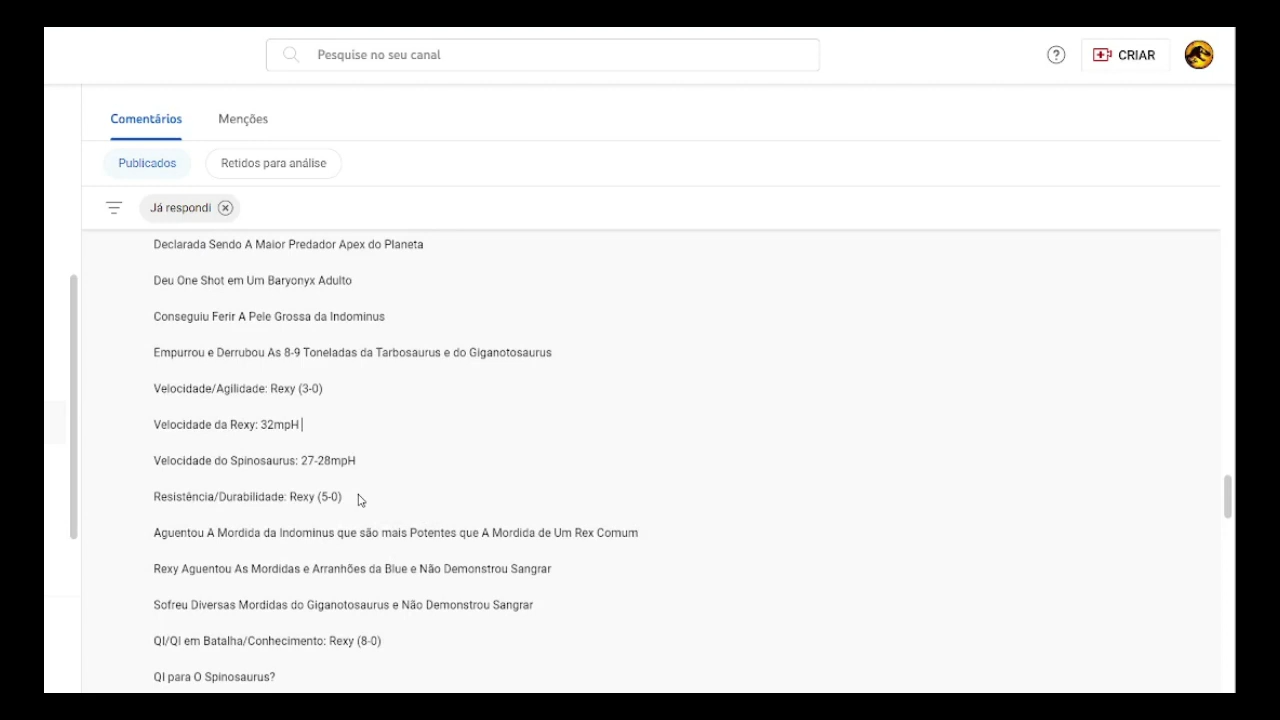 Pesquise no seu canal
CRIAR
Comentários
Menções
Publicados
Retidos para análise
Já respondi
Declarada Sendo A Maior Predador Apex do Planeta
Deu One Shot em Um Baryonyx Adulto
Conseguiu Ferir A Pele Grossa da Indominus
Empurrou e Derrubou As 8-9 Toneladas da Tarbosaurus e do Giganotosaurus
Velocidade/Agilidade: Rexy (3-0)
Velocidade da Rexy: 32mpH
Velocidade do Spinosaurus: 27-28mpH
Resistência/Durabilidade: Rexy (5-0)
Aguentou A Mordida da Indominus que são mais Potentes que A Mordida de Um Rex Comum
Rexy Aguentou As Mordidas e Arranhões da Blue e Não Demonstrou Sangrar
Sofreu Diversas Mordidas do Giganotosaurus e Não Demonstrou Sangrar
QI/QI em Batalha/Conhecimento: Rexy (8-0)
QI para O Spinosaurus?